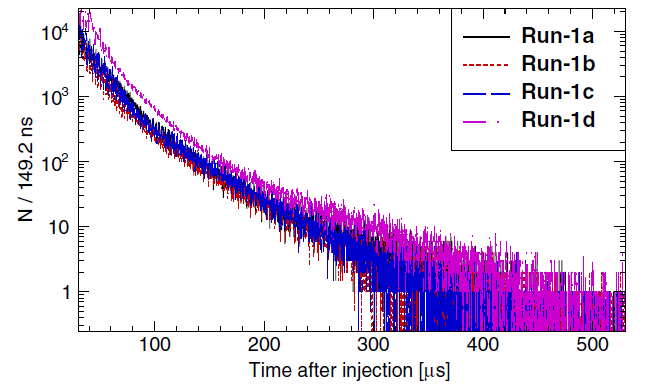 10⁴
10³
10²
10
1
N / 149.2 ns
Run-1a
Run-1b
Run-1c
Run-1d
100 200 300 400 500
Time after injection [μs]